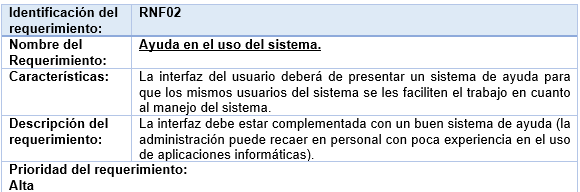 Identificación del RNF02
requerimiento:
Nombre del Ayuda en el uso del sistema.
Requerimiento:
Características: La interfaz del usuario deberá de presentar un sistema de ayuda para
que los mismos usuarios del sistema se les faciliten el trabajo en cuanto
al manejo del sistema.
Descripción del La interfaz debe estar complementada con un buen sistema de ayuda (la
requerimiento: administración puede recaer en personal con poca experiencia en el uso
de aplicaciones informáticas).
Prioridad del requerimiento:
Alta